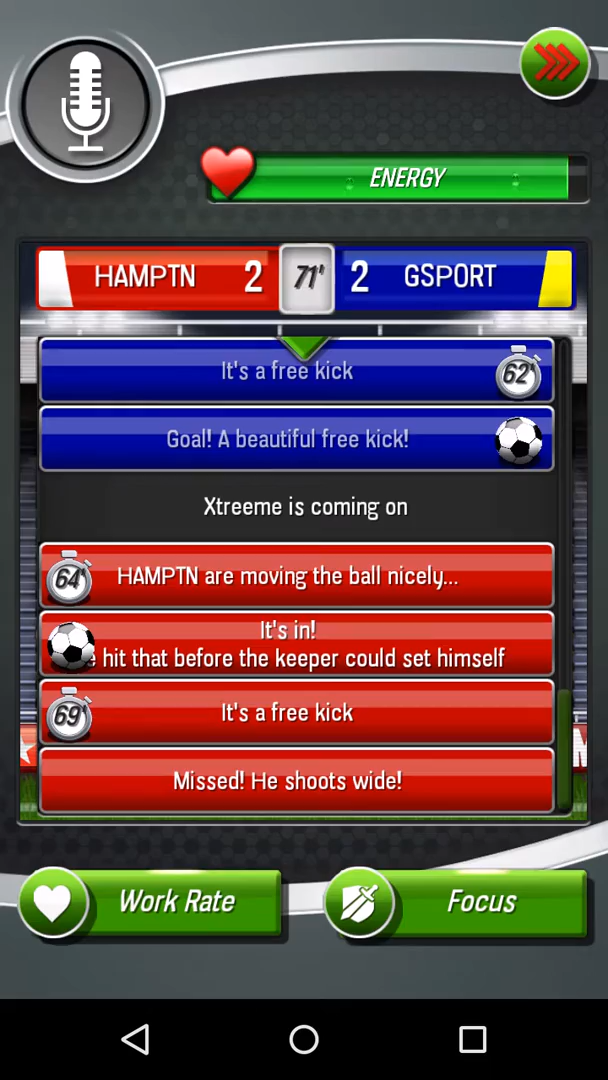 ENERGY
HAMPTN 2 71' 2 GSPORT
It's a free kick 62'
Goal! A beautiful free kick!
Xtreeme is coming on
64' HAMPTN are moving the ball nicely...
It's in!
hit that before the keeper could set himself
69' It's a free kick
Missed! He shoots wide!
Work Rate
Focus